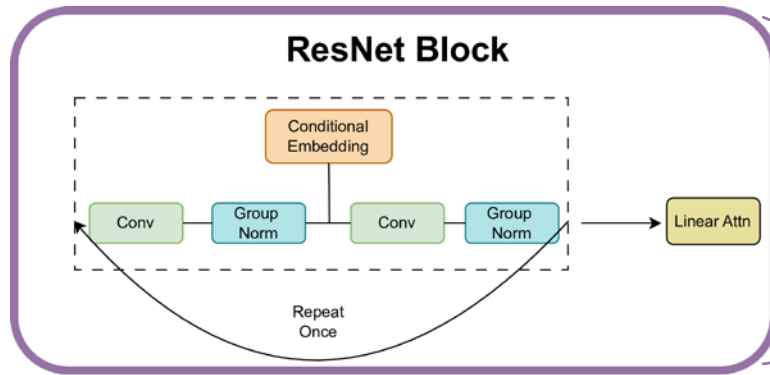 ResNet Block
Conditional
Embedding
Conv
Group
Norm
Conv
Group
Norm
Linear Attn
Repeat
Once